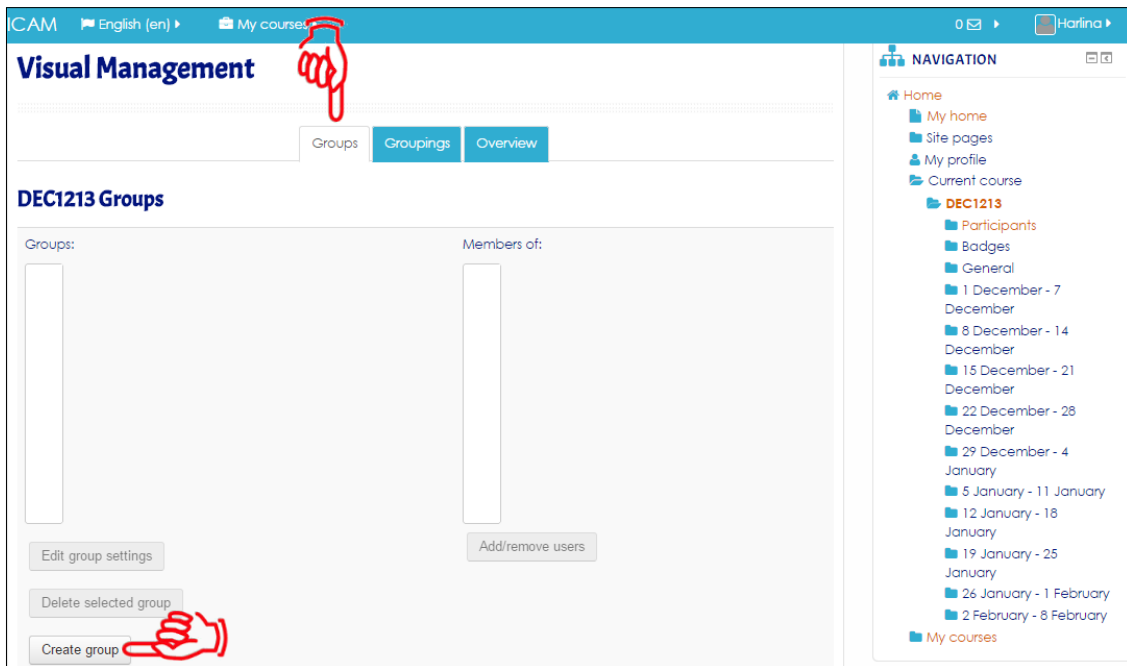 ICAM English (en) My courses 0 Harlina
Visual Management
Groups Groupings Overview
DEC1213 Groups
Groups: Members of:
Add/remove users
Edit group settings
Delete selected group
Create group
NAVIGATION
Home
My home
Site pages
My profile
Current course
DEC1213
Participants
Badges
General
1 December - 7
December
8 December - 14
December
15 December - 21
December
22 December - 28
December
29 December - 4
January
5 January - 11 January
12 January - 18
January
19 January - 25
January
26 January - 1 February
2 February - 8 February
My courses